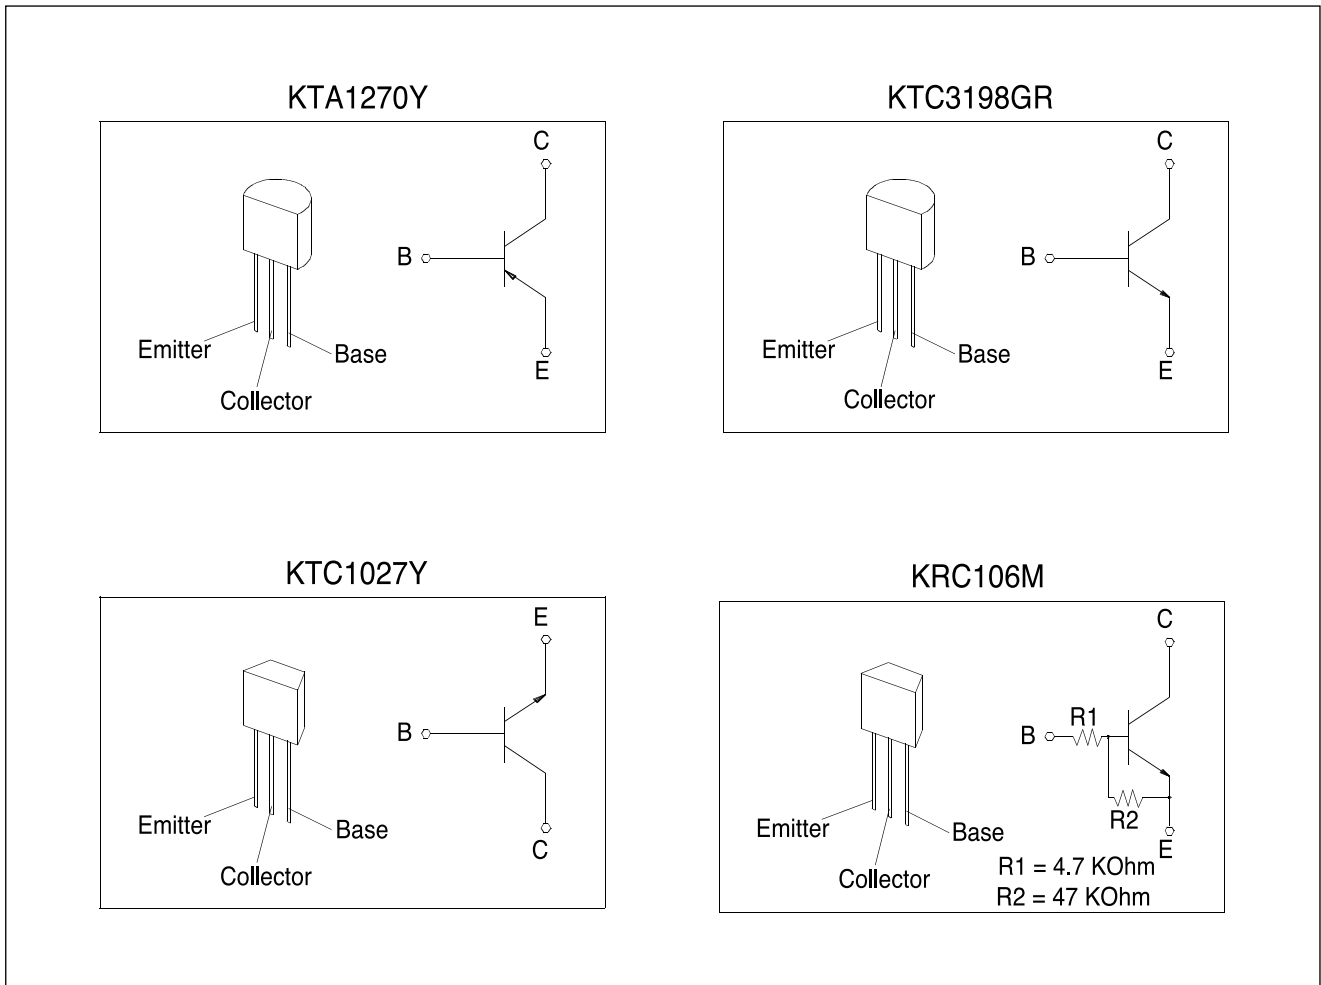 KTA1270Y
C
B
E
Emitter
Base
Collector
KTC3198GR
C
B
E
Emitter
Base
Collector
KTC1027Y
E
B
C
Emitter
Base
Collector
KRC106M
C
R1
B
R2
E
Emitter
Base
Collector
R1 = 4.7 KOhm
R2 = 47 KOhm